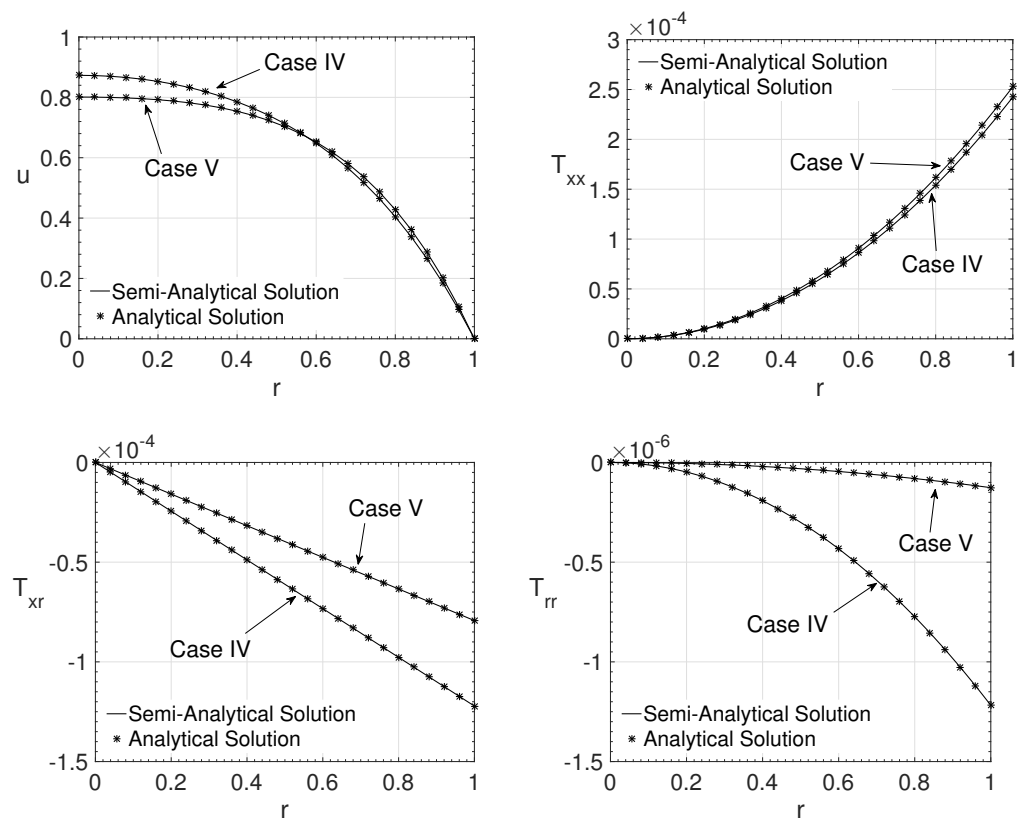 1
0.8
0.6
0.4
0.2
0
0 0.2 0.4 0.6 0.8 1
u
r
Case IV
Case V
Semi-Analytical Solution
Analytical Solution
×10⁻⁴
3
2.5
2
1.5
1
0.5
0
0 0.2 0.4 0.6 0.8 1
Txx
r
Semi-Analytical Solution
Analytical Solution
Case V
Case IV
×10⁻⁴
0
-0.5
-1
-1.5
0 0.2 0.4 0.6 0.8 1
Txr
r
Case V
Case IV
Semi-Analytical Solution
Analytical Solution
×10⁻⁶
0
-0.5
-1
-1.5
0 0.2 0.4 0.6 0.8 1
Trr
r
Case V
Case IV
Semi-Analytical Solution
Analytical Solution